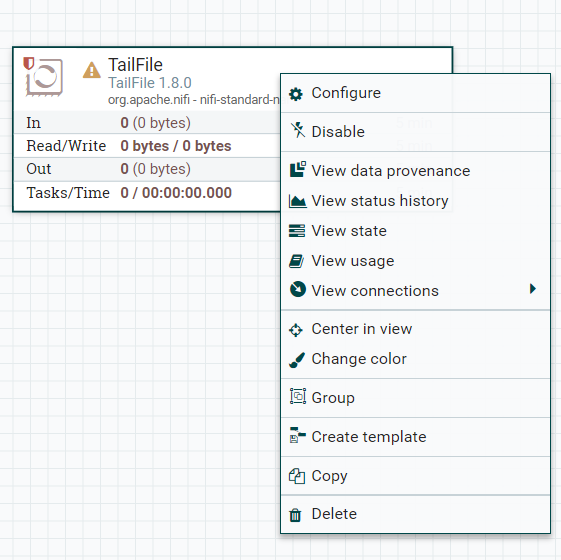 TailFile
TailFile 1.8.0
org.apache.nifi - nifi-standard-n
In 0 (0 bytes)
Read/Write 0 bytes / 0 bytes
Out 0 (0 bytes)
Tasks/Time 0 / 00:00:00.000
Configure
Disable
View data provenance
View status history
View state
View usage
View connections
Center in view
Change color
Group
Create template
Copy
Delete